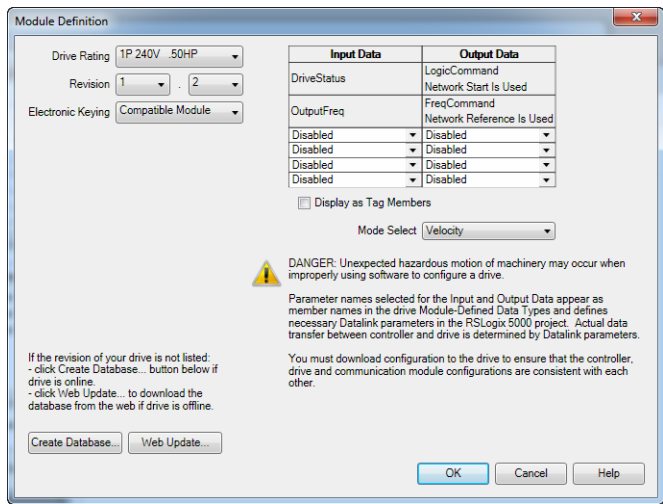 Module Definition
Drive Rating 1P 240V .50HP
Revision 1 . 2
Electronic Keying Compatible Module
Input Data Output Data
DriveStatus LogicCommand
Network Start Is Used
OutputFreq FreqCommand
Network Reference Is Used
Disabled Disabled
Disabled Disabled
Disabled Disabled
Disabled Disabled
Display as Tag Members
Mode Select Velocity
DANGER: Unexpected hazardous motion of machinery may occur when
improperly using software to configure a drive.
Parameter names selected for the Input and Output Data appear as
member names in the drive Module-Defined Data Types and defines
necessary Datalink parameters in the RSLogix 5000 project. Actual data
transfer between controller and drive is determined by Datalink parameters.
You must download configuration to the drive to ensure that the controller,
drive and communication module configurations are consistent with each
other.
If the revision of your drive is not listed:
- click Create Database... button below if
drive is online.
- click Web Update... to download the
database from the web if drive is offline.
Create Database... Web Update...
OK Cancel Help